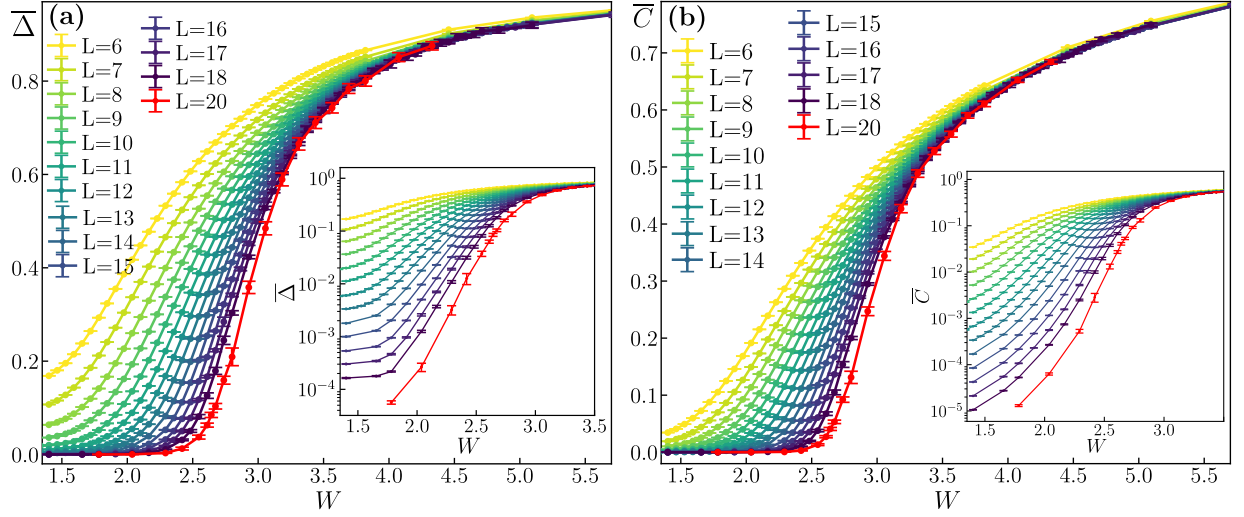 Δ̅ (a)
L=6
L=7
L=8
L=9
L=10
L=11
L=12
L=13
L=14
L=15
L=16
L=17
L=18
L=20
0.8
0.6
0.4
0.2
0.0
1.5 2.0 2.5 3.0 3.5 4.0 4.5 5.0 5.5
W
Δ̅
10⁰
10⁻¹
10⁻²
10⁻³
10⁻⁴
1.4 2.0 2.5 3.0 3.5
W
C̅ (b)
L=6
L=7
L=8
L=9
L=10
L=11
L=12
L=13
L=14
L=15
L=16
L=17
L=18
L=20
0.7
0.6
0.5
0.4
0.3
0.2
0.1
0.0
1.5 2.0 2.5 3.0 3.5 4.0 4.5 5.0 5.5
W
C̅
10⁰
10⁻¹
10⁻²
10⁻³
10⁻⁴
10⁻⁵
1.4 2.0 2.5 3.0
W